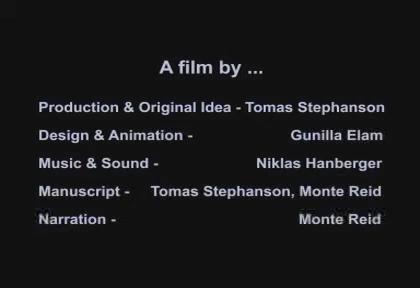 A film by ...
Production & Original Idea - Tomas Stephanson
Design & Animation - Gunilla Elam
Music & Sound - Niklas Hanberger
Manuscript - Tomas Stephanson, Monte Reid
Narration - Monte Reid